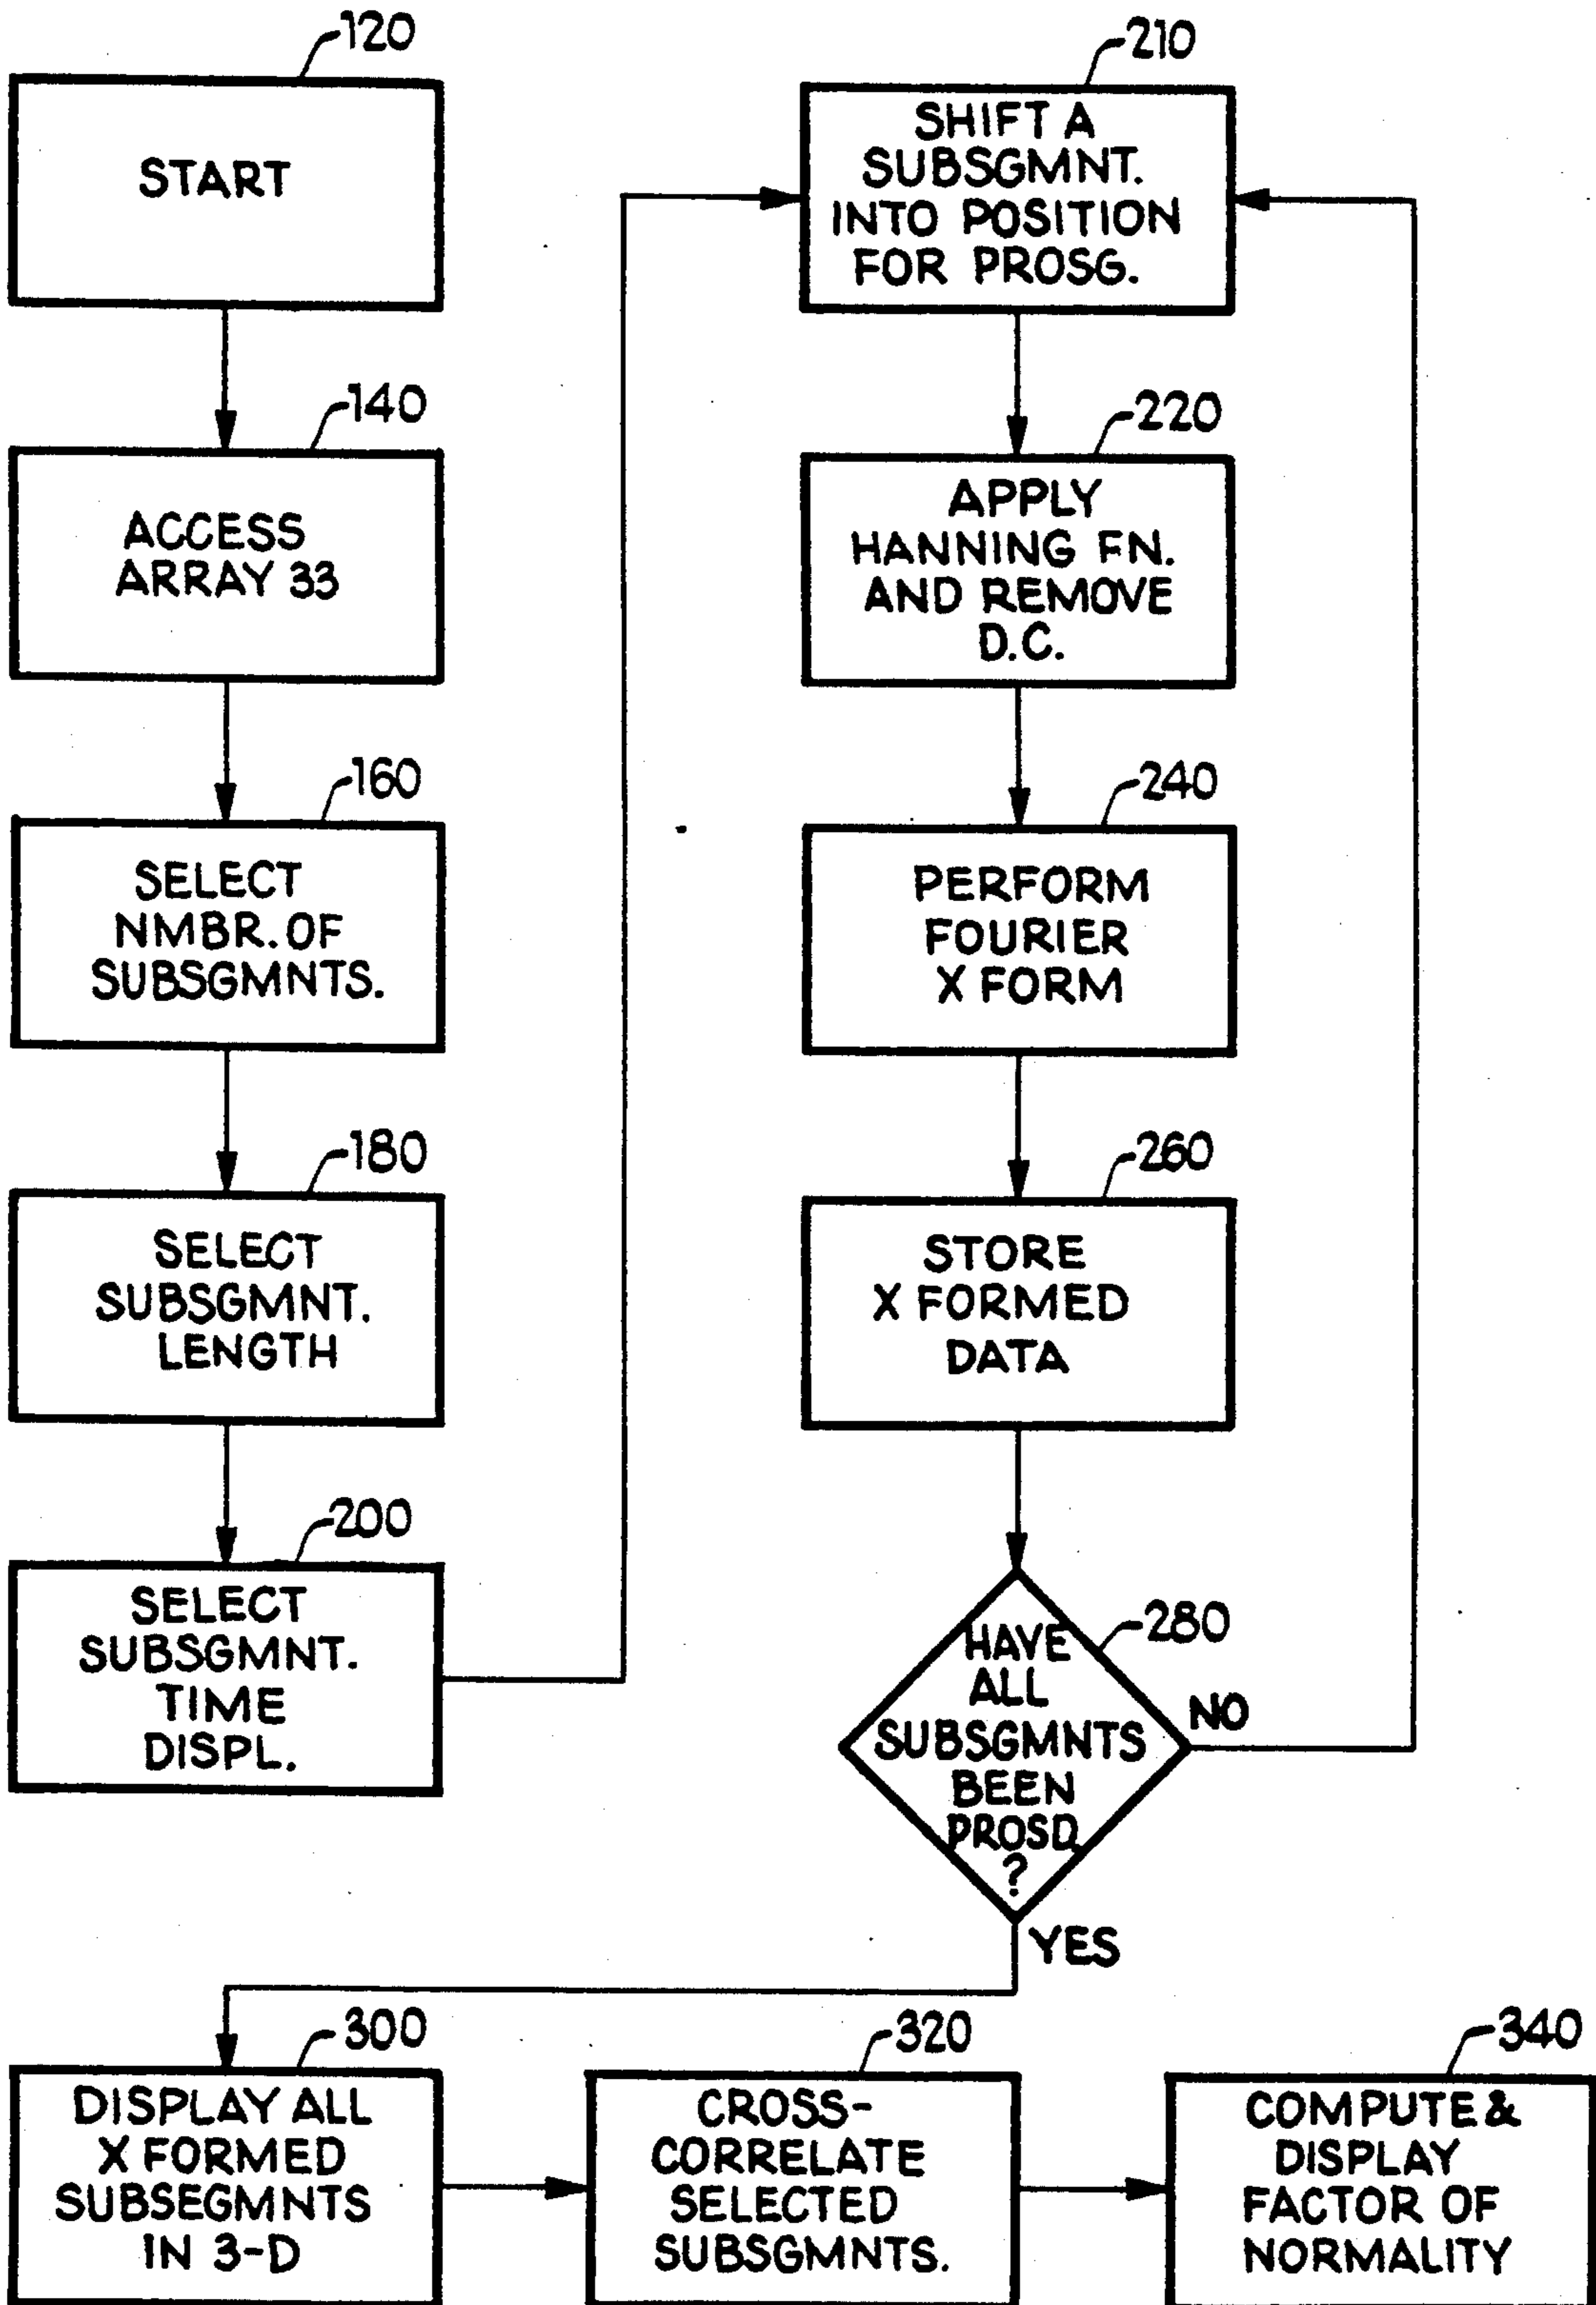 120
START
140
ACCESS
ARRAY 33
160
SELECT
NMBR. OF
SUBSGMNTS.
180
SELECT
SUBSGMNT.
LENGTH
200
SELECT
SUBSGMNT.
TIME
DISPL.
210
SHIFT A
SUBSGMNT.
INTO POSITION
FOR PROSG.
220
APPLY
HANNING FN.
AND REMOVE
D.C.
240
PERFORM
FOURIER
X FORM
260
STORE
X FORMED
DATA
280
HAVE
ALL
SUBSGMNTS
BEEN
PROSD.
?
NO
YES
300
DISPLAY ALL
X FORMED
SUBSEGMNTS
IN 3-D
320
CROSS-
CORRELATE
SELECTED
SUBSGMNTS.
340
COMPUTE &
DISPLAY
FACTOR OF
NORMALITY